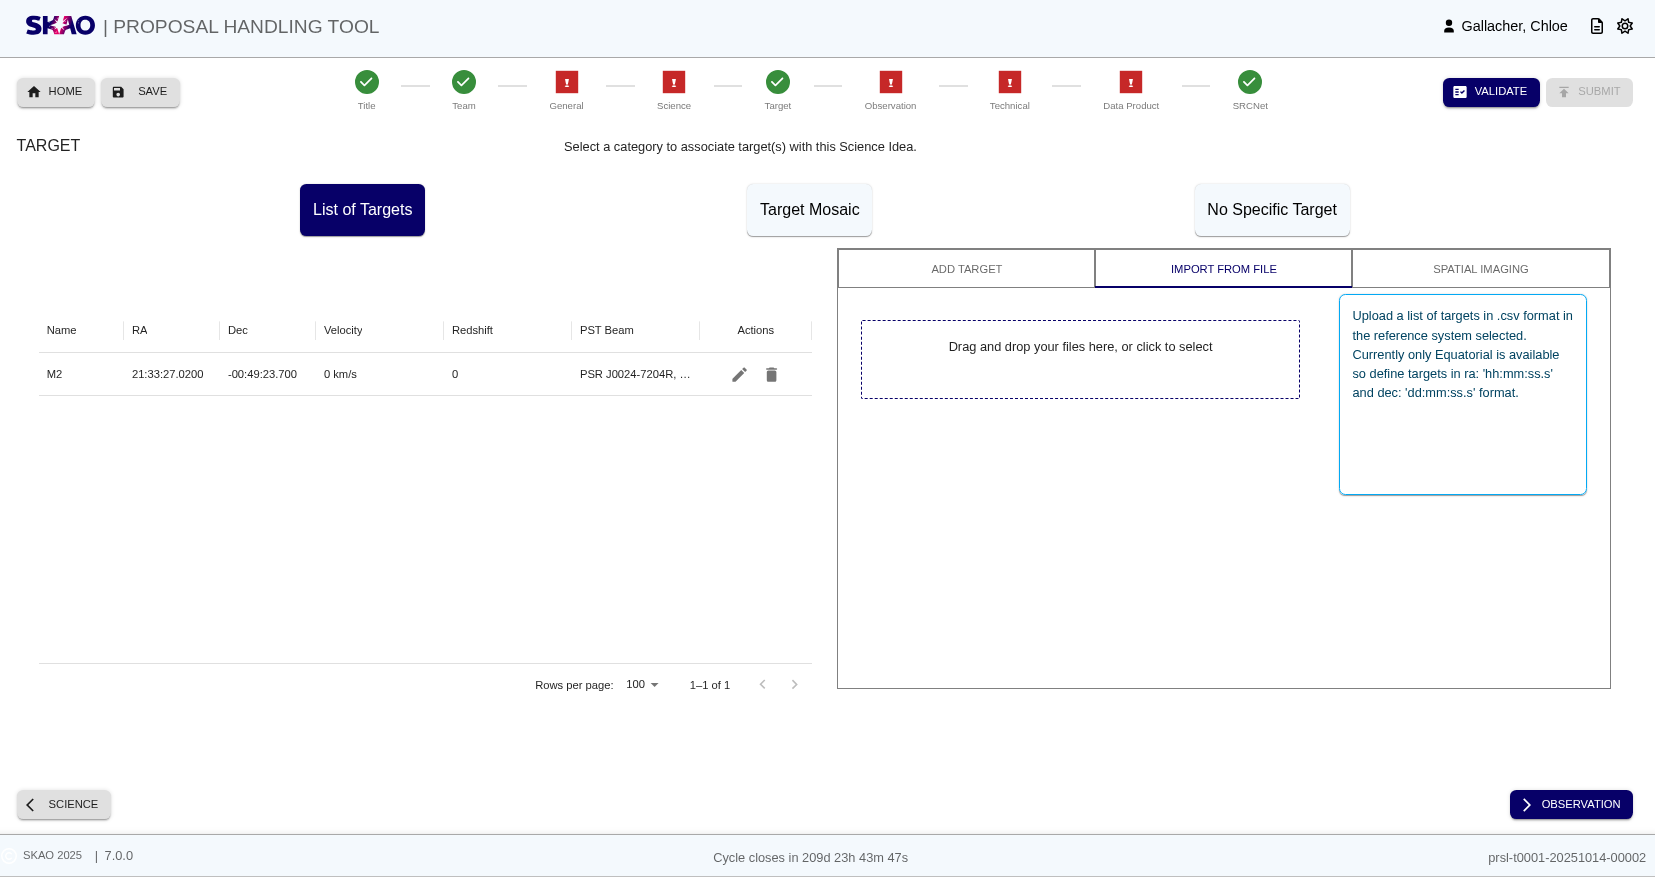 SKAO | PROPOSAL HANDLING TOOL
Gallacher, Chloe
HOME
SAVE
Title
Team
General
Science
Target
Observation
Technical
Data Product
SRCNet
VALIDATE
SUBMIT
TARGET
Select a category to associate target(s) with this Science Idea.
List of Targets
Target Mosaic
No Specific Target
Name RA Dec Velocity Redshift PST Beam Actions
M2 21:33:27.0200 -00:49:23.700 0 km/s 0 PSR J0024-7204R, …
Rows per page: 100 1–1 of 1
ADD TARGET
IMPORT FROM FILE
SPATIAL IMAGING
Drag and drop your files here, or click to select
Upload a list of targets in .csv format in
the reference system selected.
Currently only Equatorial is available
so define targets in ra: 'hh:mm:ss.s'
and dec: 'dd:mm:ss.s' format.
SCIENCE
OBSERVATION
SKAO 2025 | 7.0.0
Cycle closes in 209d 23h 43m 47s
prsl-t0001-20251014-00002